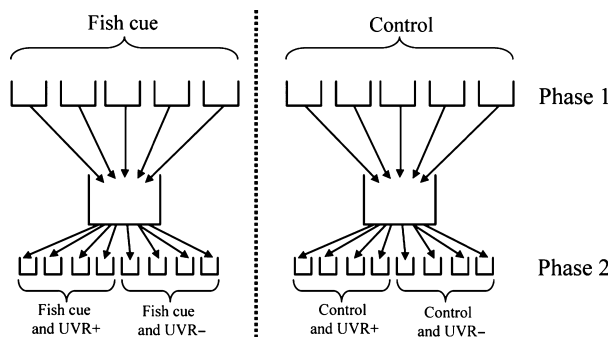 Fish cue
Control
Phase 1
Phase 2
Fish cue
and UVR+
Fish cue
and UVR−
Control
and UVR+
Control
and UVR−